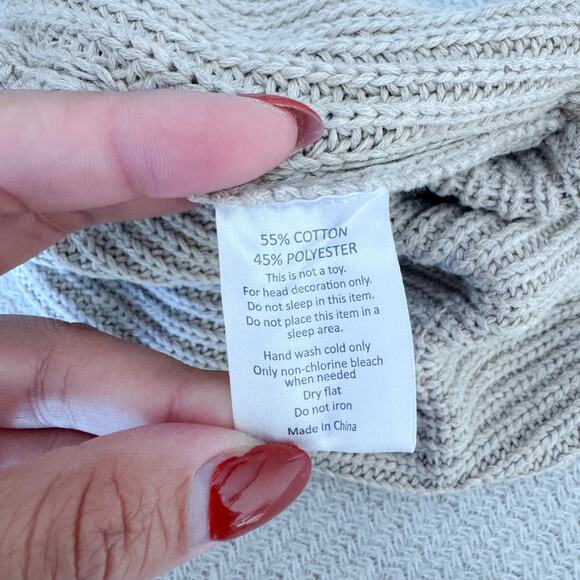 55% COTTON
45% POLYESTER
This is not a toy.
For head decoration only.
Do not sleep in this item.
Do not place this item in a
sleep area.
Hand wash cold only
Only non-chlorine bleach
when needed
Dry flat
Do not iron
Made In China